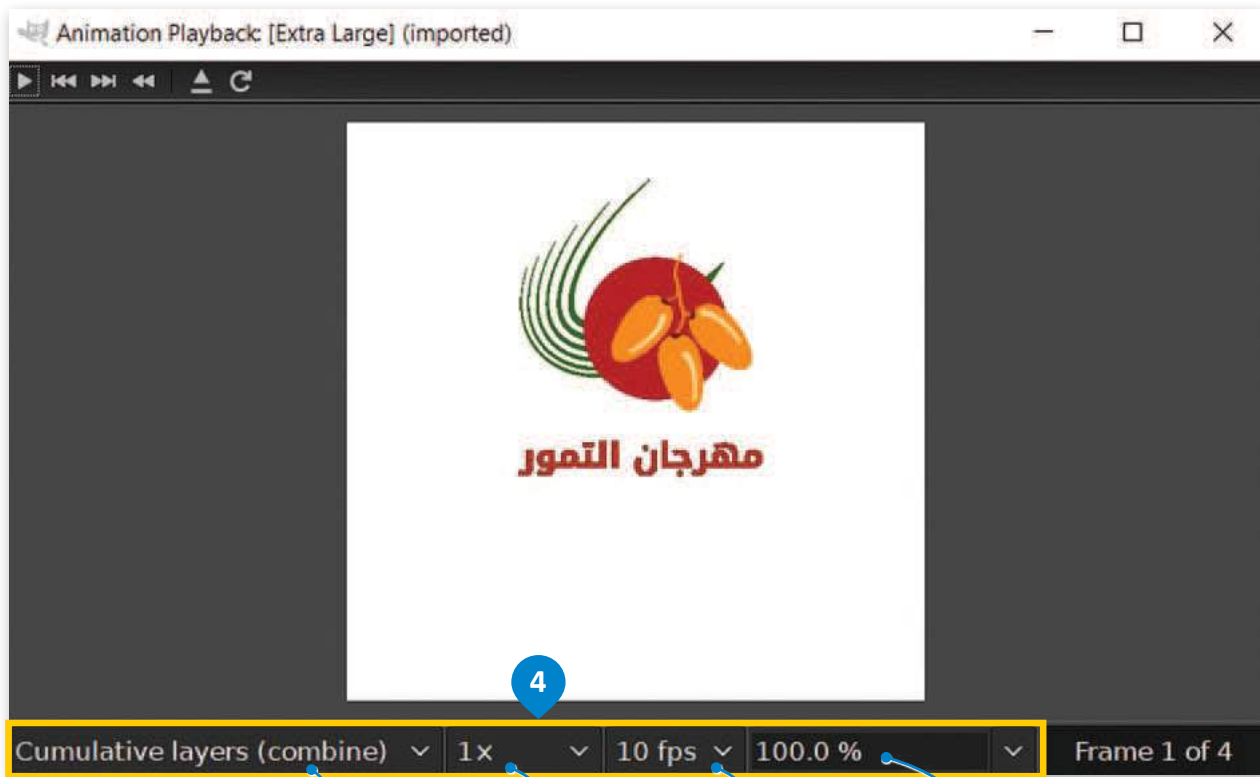 Animation Playback: [Extra Large] (imported)
مهرجان التمور
4
Cumulative layers (combine) 1x 10 fps 100.0 % Frame 1 of 4